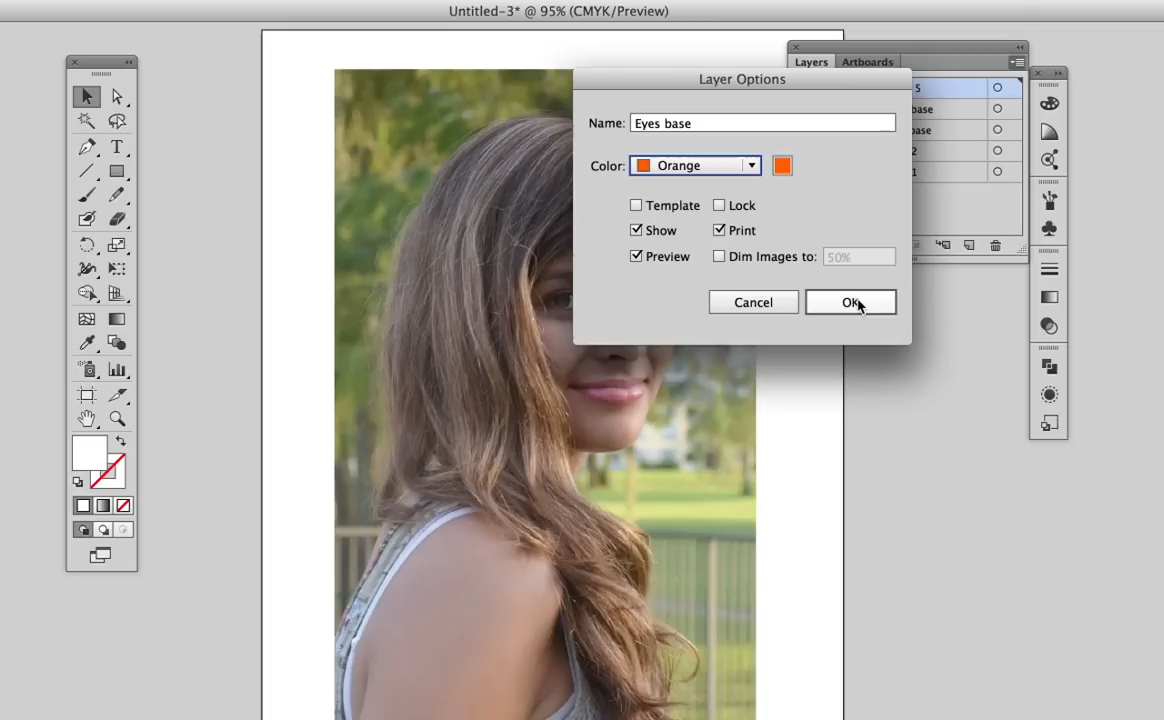 Untitled-3* @ 95% (CMYK/Preview)
Layers Artboards
Layer Options
5
Name: Eyes base
base
base
Color: Orange
2
1
Template Lock
Show Print
Preview Dim Images to: 50%
Cancel OK
T